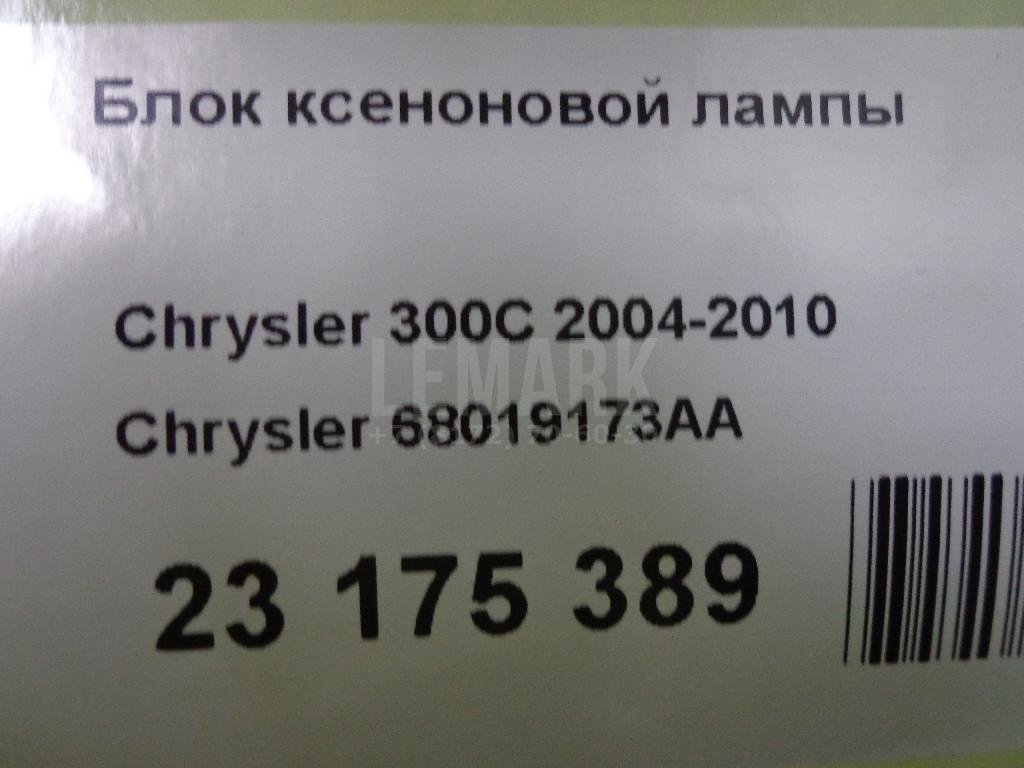 Блок ксеноновой лампы
Chrysler 300C 2004-2010
LEMARK
Chrysler 68019173AA
23 175 389